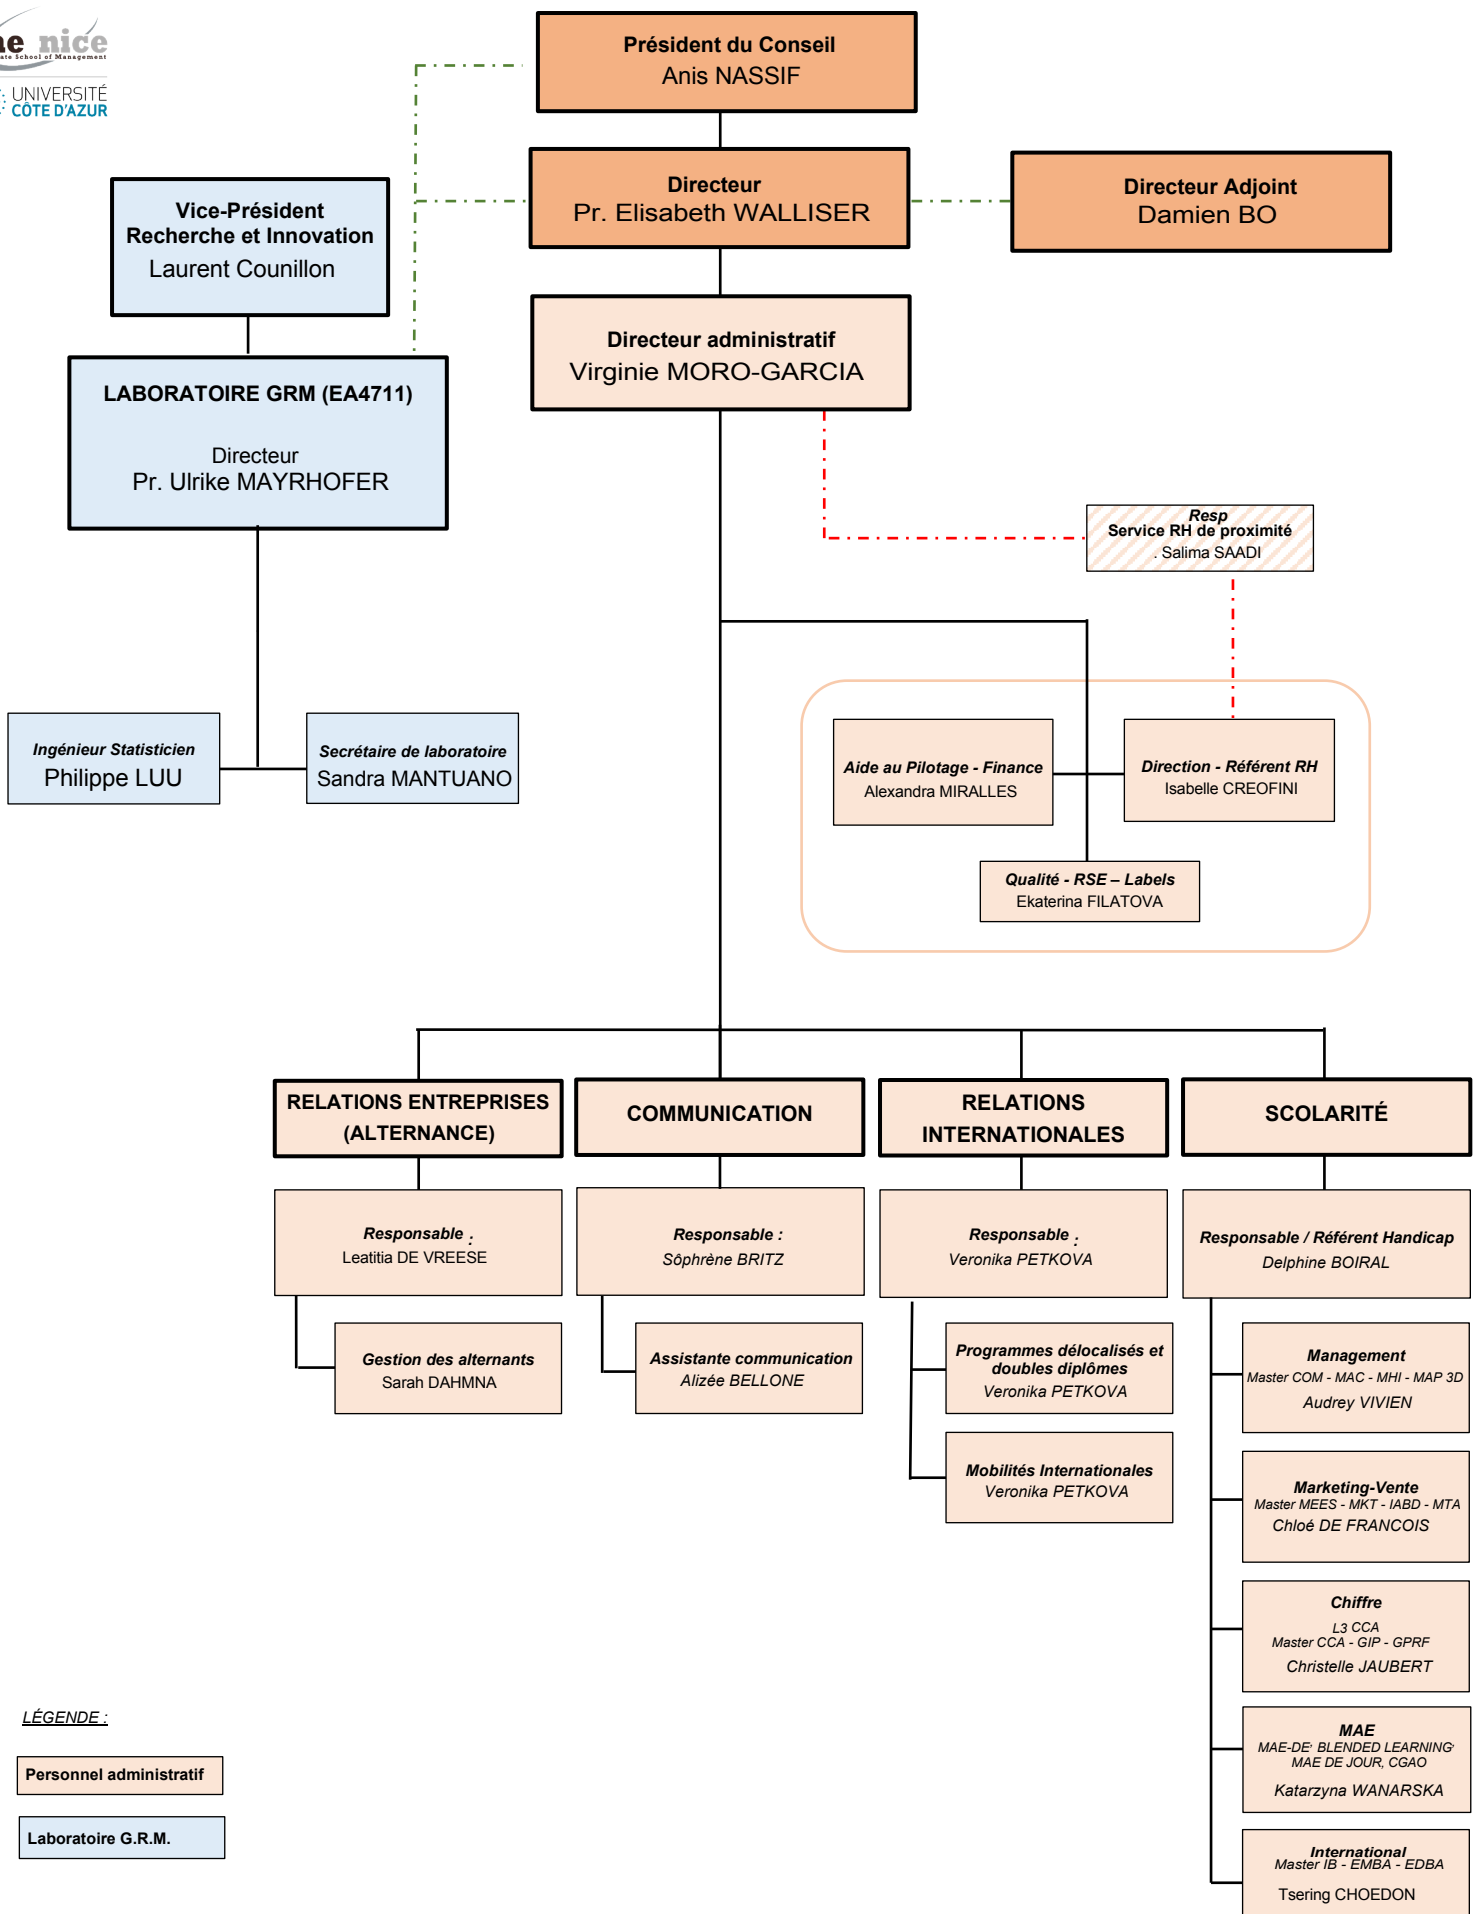 nice
ate School of Management
UNIVERSITÉ
CÔTE D'AZUR
Président du Conseil
Anis NASSIF
Directeur
Pr. Elisabeth WALLISER
Directeur Adjoint
Damien BO
Vice-Président
Recherche et Innovation
Laurent Counillon
Directeur administratif
Virginie MORO-GARCIA
LABORATOIRE GRM (EA4711)
Directeur
Pr. Ulrike MAYRHOFER
Resp
Service RH de proximité
. Salima SAADI
Ingénieur Statisticien
Philippe LUU
Secrétaire de laboratoire
Sandra MANTUANO
Aide au Pilotage - Finance
Alexandra MIRALLES
Direction - Référent RH
Isabelle CREOFINI
Qualité - RSE – Labels
Ekaterina FILATOVA
RELATIONS ENTREPRISES
(ALTERNANCE)
COMMUNICATION
RELATIONS
INTERNATIONALES
SCOLARITÉ
Responsable :
Leatitia DE VREESE
Responsable :
Sôphrène BRITZ
Responsable :
Veronika PETKOVA
Responsable / Référent Handicap
Delphine BOIRAL
Gestion des alternants
Sarah DAHMNA
Assistante communication
Alizée BELLONE
Programmes délocalisés et
doubles diplômes
Veronika PETKOVA
Mobilités Internationales
Veronika PETKOVA
Management
Master COM - MAC - MHI - MAP 3D
Audrey VIVIEN
Marketing-Vente
Master MEES - MKT - IABD - MTA
Chloé DE FRANCOIS
Chiffre
L3 CCA
Master CCA - GIP - GPRF
Christelle JAUBERT
MAE
MAE-DE, BLENDED LEARNING,
MAE DE JOUR, CGAO
Katarzyna WANARSKA
International
Master IB - EMBA - EDBA
Tsering CHOEDON
LÉGENDE :
Personnel administratif
Laboratoire G.R.M.